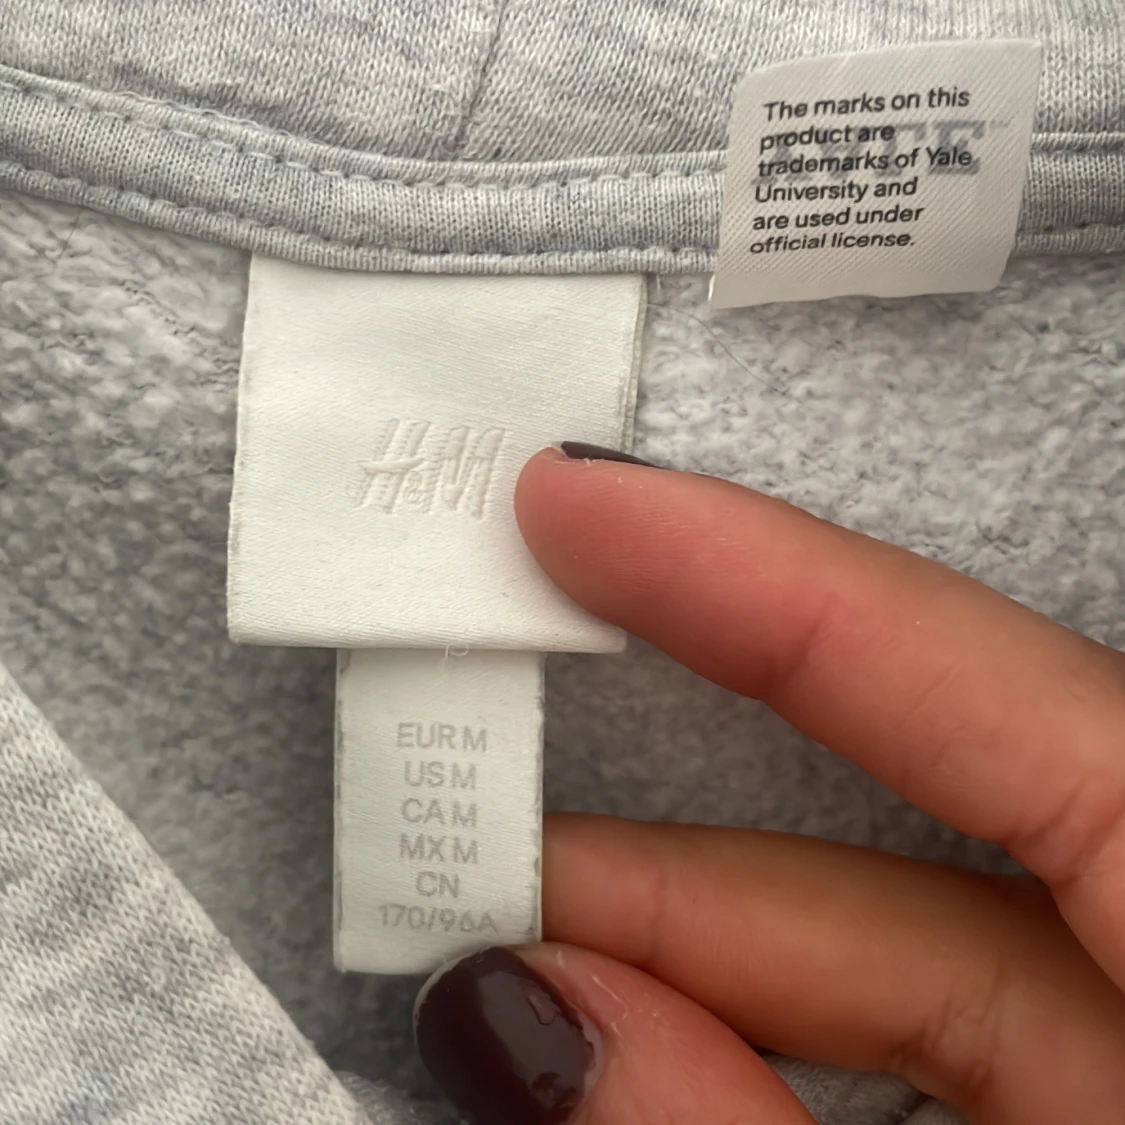 The marks on this
product are
trademarks of Yale
University and
are used under
official license.
H&M
EUR M
US M
CA M
MX M
CN
170/96A